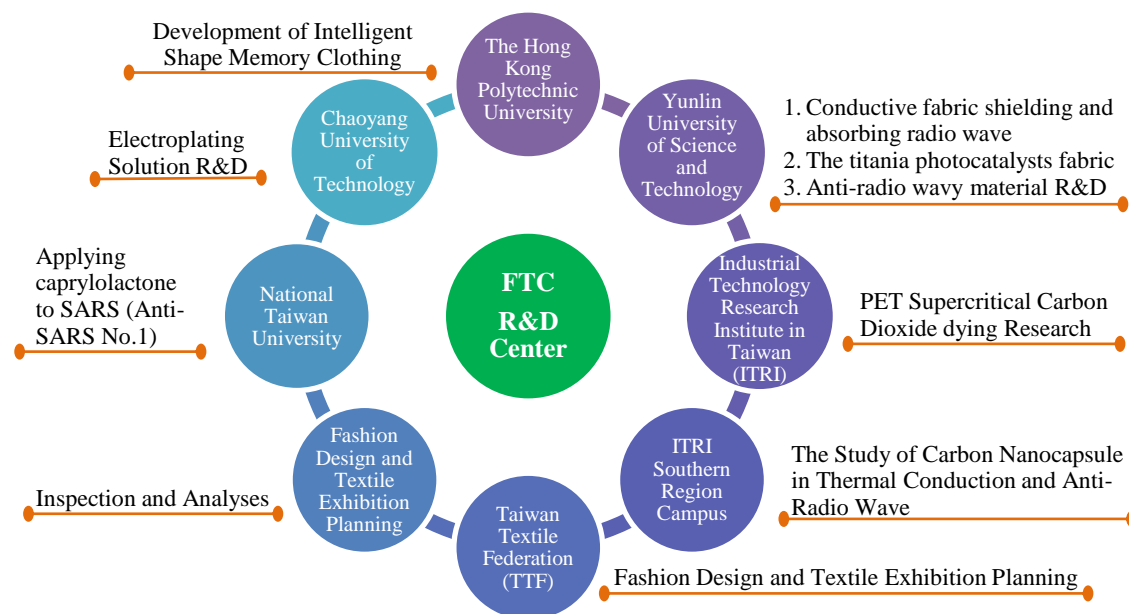 Development of Intelligent
Shape Memory Clothing
The Hong
Kong
Polytechnic
University
Yunlin
University
of Science
and
Technology
1. Conductive fabric shielding and
absorbing radio wave
2. The titania photocatalysts fabric
3. Anti-radio wavy material R&D
Chaoyang
University
of
Technology
Electroplating
Solution R&D
Applying
caprylolactone
to SARS (Anti-
SARS No.1)
National
Taiwan
University
FTC
R&D
Center
Industrial
Technology
Research
Institute in
Taiwan
(ITRI)
PET Supercritical Carbon
Dioxide dying Research
Fashion
Design and
Textile
Exhibition
Planning
Inspection and Analyses
ITRI
Southern
Region
Campus
The Study of Carbon Nanocapsule
in Thermal Conduction and Anti-
Radio Wave
Taiwan
Textile
Federation
(TTF)
Fashion Design and Textile Exhibition Planning